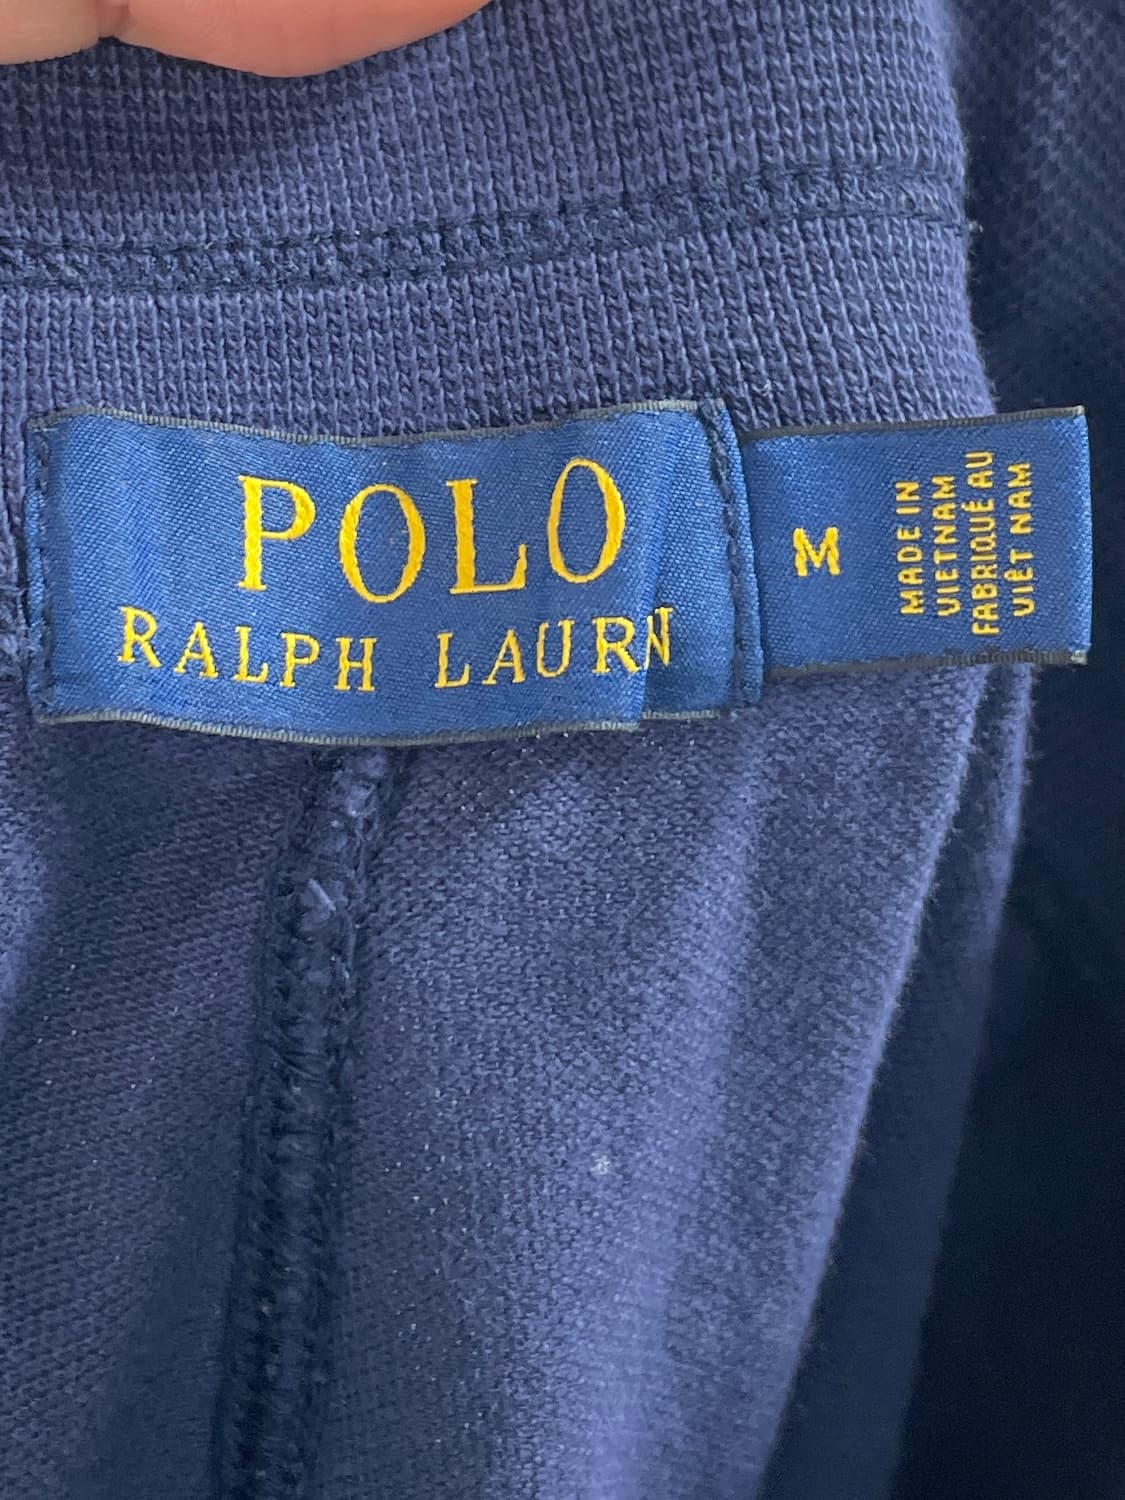 POLO
RALPH LAURN
M
MADE IN
VIETNAM
FABRIQUÉ AU
VIÊT NAM